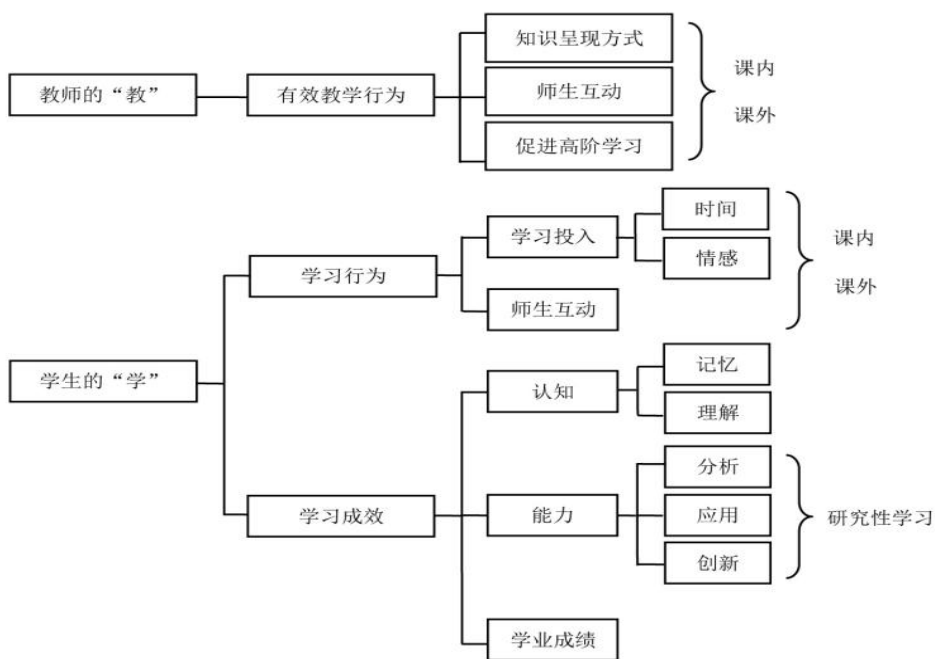 知识呈现方式
教师的“教”
有效教学行为
师生互动
促进高阶学习
课内
课外
学生的“学”
学习行为
学习投入
时间
情感
师生互动
课内
课外
学习成效
认知
记忆
理解
能力
分析
应用
创新
研究性学习
学业成绩